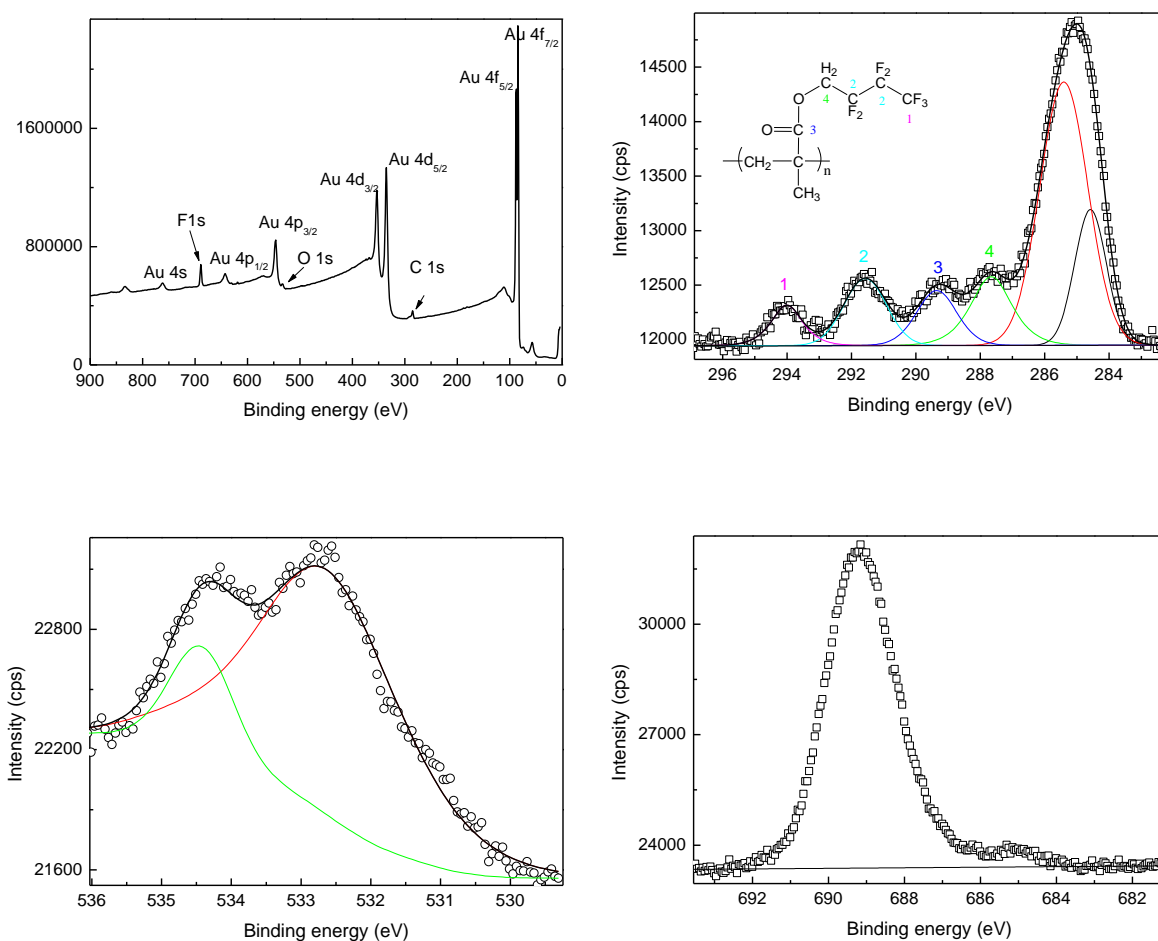 Au 4f7/2
Au 4f5/2
Au 4d5/2
Au 4d3/2
Au 4p3/2
F1s
Au 4p1/2
O 1s
Au 4s
C 1s
1600000
800000
0
900 800 700 600 500 400 300 200 100 0
Binding energy (eV)
14500
14000
13500
13000
12500
12000
Intensity (cps)
H2 F2 F2
C 2 C
4 C 2 CF3
O F2 1
O C 3
CH2 C n
CH3
1 2 3 4
296 294 292 290 288 286 284
Binding energy (eV)
22800
22200
21600
Intensity (cps)
536 535 534 533 532 531 530
Binding energy (eV)
30000
27000
23000
Intensity (cps)
692 690 688 686 684 682
Binding energy (eV)